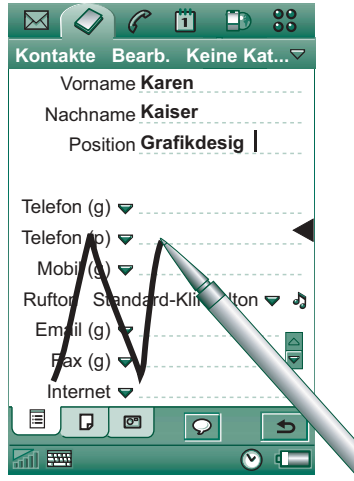 Kontakte Bearb. Keine Kat...
Vorname Karen
Nachname Kaiser
Position Grafikdesig
Telefon (g)
Telefon (p)
Mobil (g)
Rufton Standard-Klingelton
Email (g)
Fax (g)
Internet